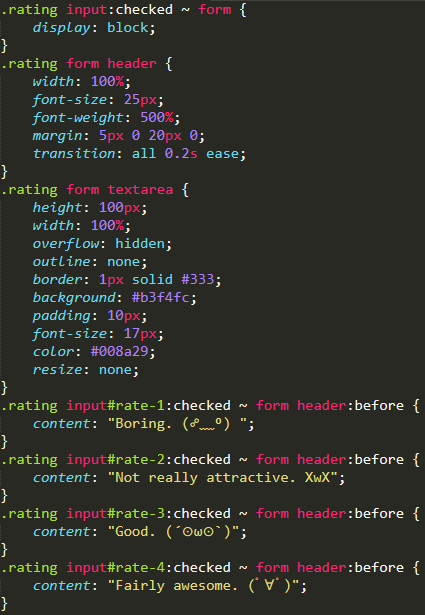 .rating input:checked ~ form {
    display: block;
}
.rating form header {
    width: 100%;
    font-size: 25px;
    font-weight: 500%;
    margin: 5px 0 20px 0;
    transition: all 0.2s ease;
}
.rating form textarea {
    height: 100px;
    width: 100%;
    overflow: hidden;
    outline: none;
    border: 1px solid #333;
    background: #b3f4fc;
    padding: 10px;
    font-size: 17px;
    color: #008a29;
    resize: none;
}
.rating input#rate-1:checked ~ form header:before {
    content: "Boring. (☍﹏⁰) ";
}
.rating input#rate-2:checked ~ form header:before {
    content: "Not really attractive. XwX";
}
.rating input#rate-3:checked ~ form header:before {
    content: "Good. (´⊙ω⊙`)";
}
.rating input#rate-4:checked ~ form header:before {
    content: "Fairly awesome. (ﾟ∀ﾟ)";
}